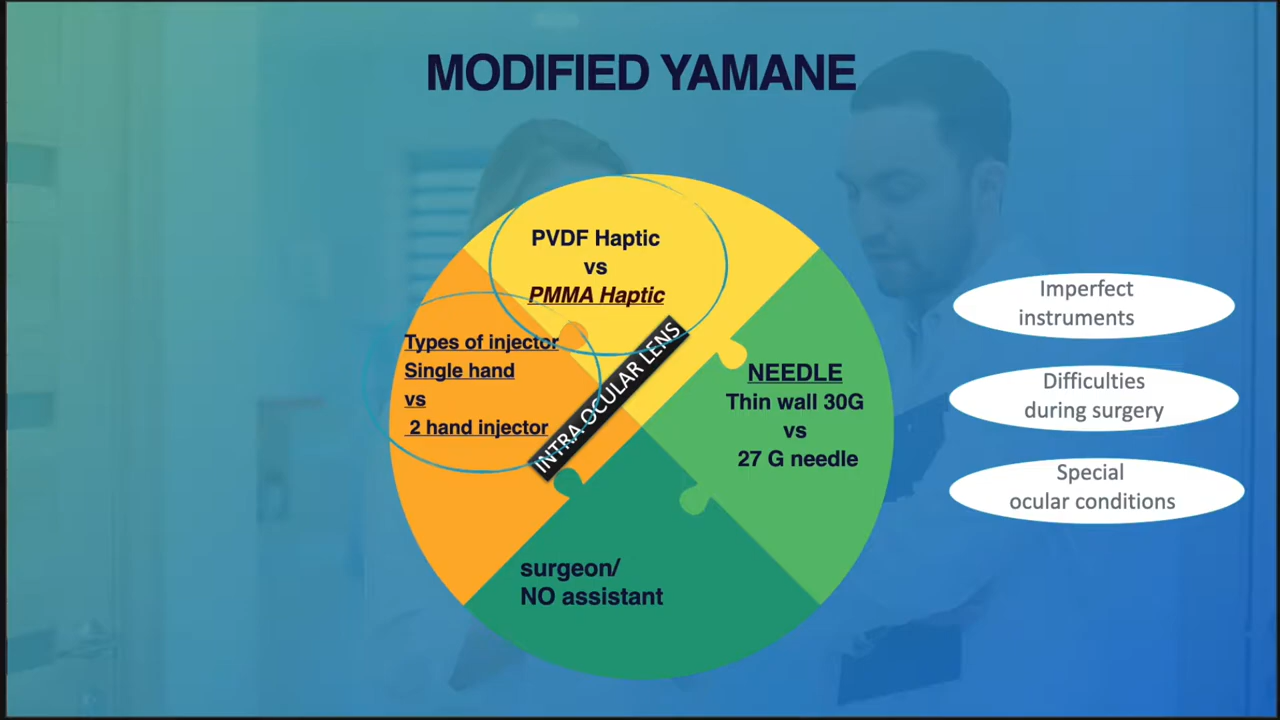 MODIFIED YAMANE
PVDF Haptic
vs
PMMA Haptic
Types of injector
Single hand
vs
2 hand injector
INTRA OCULAR LENS
NEEDLE
Thin wall 30G
vs
27 G needle
surgeon/
NO assistant
Imperfect
instruments
Difficulties
during surgery
Special
ocular conditions